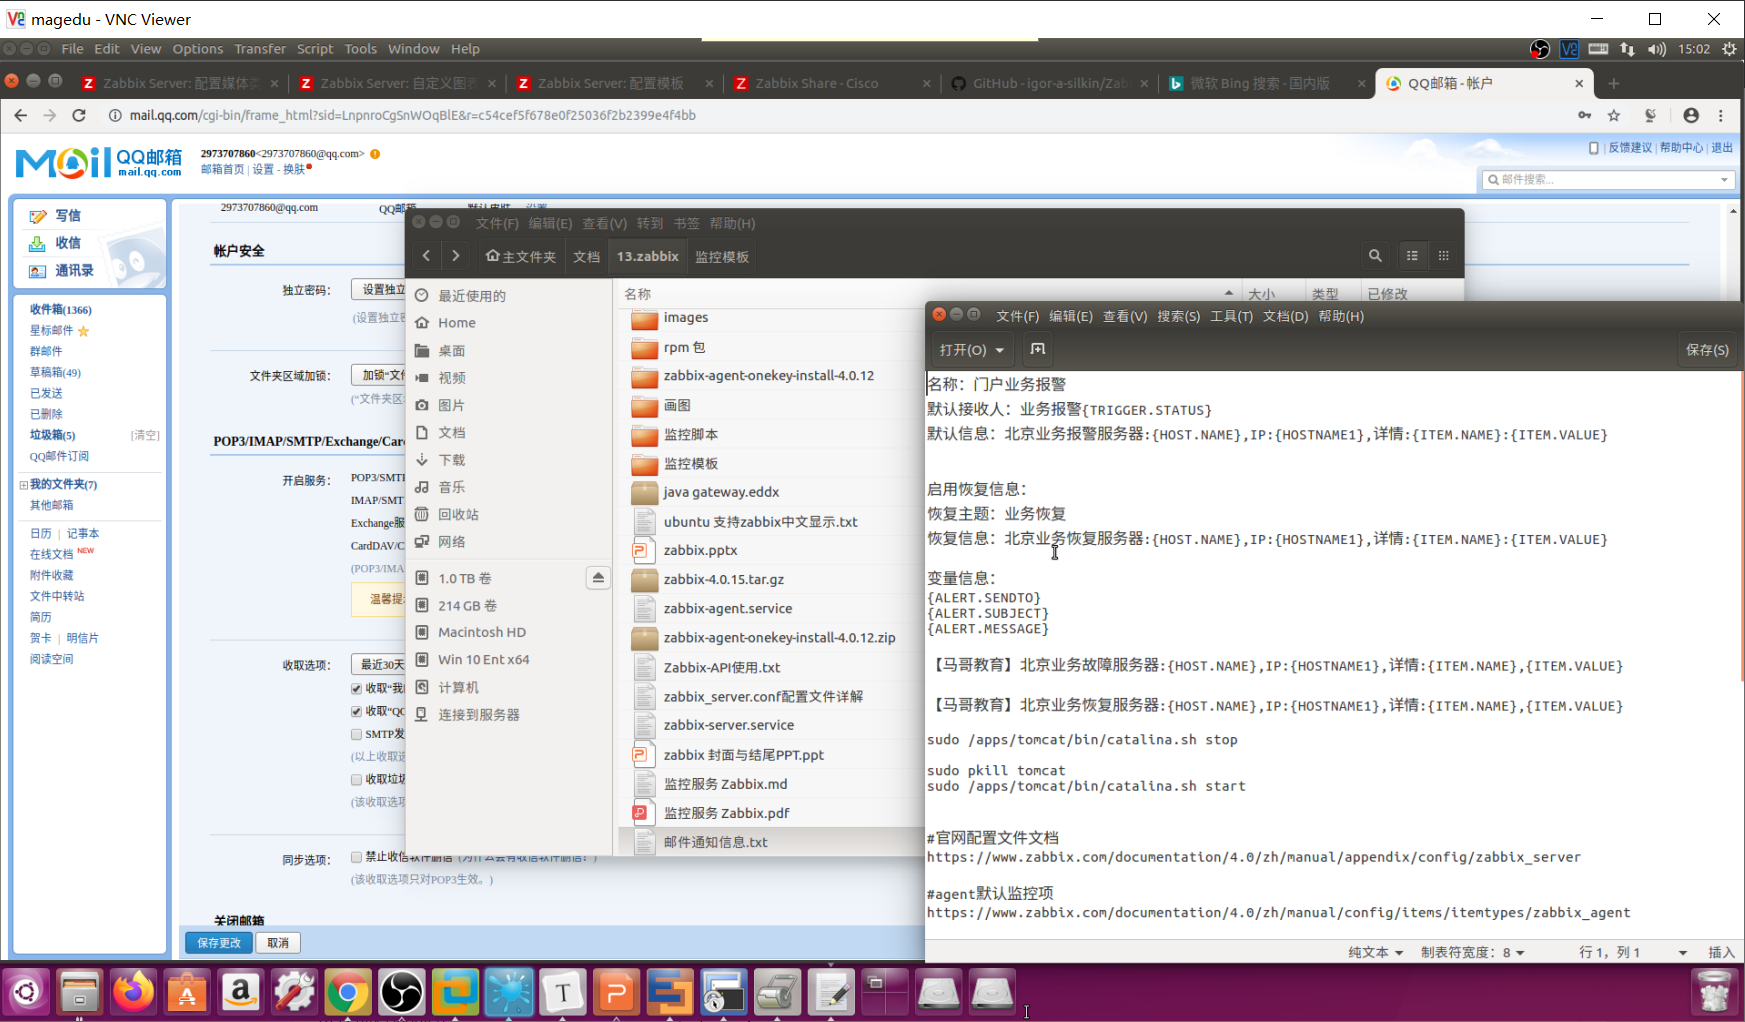 magedu - VNC Viewer
File Edit View Options Transfer Script Tools Window Help
15:02
Zabbix Server: 配置媒体类
Zabbix Server: 自定义图表
Zabbix Server: 配置模板
Zabbix Share - Cisco
GitHub - igor-a-silkin/Zab
微软 Bing 搜索 - 国内版
QQ邮箱 - 帐户
mail.qq.com/cgi-bin/frame_html?sid=LnpnroCgSnWOqBlE&r=c54cef5f678e0f25036f2b2399e4f4bb
Mail QQ邮箱
mail.qq.com
2973707860<2973707860@qq.com>
邮箱首页 | 设置 - 换肤
反馈建议 | 帮助中心 | 退出
邮件搜索...
写信
收信
通讯录
收件箱(1366)
星标邮件
群邮件
草稿箱(49)
已发送
已删除
垃圾箱(5) [清空]
QQ邮件订阅
我的文件夹(7)
其他邮箱
日历 | 记事本
在线文档 NEW
附件收藏
文件中转站
简历
贺卡 | 明信片
阅读空间
2973707860@qq.com QQ邮箱 默认皮肤 设置
帐户安全
独立密码： 设置独立
(设置独立密
文件夹区域加锁： 加锁“文件
(“文件夹区
POP3/IMAP/SMTP/Exchange/Card
开启服务： POP3/SMT
IMAP/SMT
Exchange服
CardDAV/C
(POP3/IMA
温馨提
收取选项： 最近30天
收取“我
收取“QQ
SMTP发
(以上收取选
收取垃圾
(该收取选项
同步选项： 禁止收信软件删信 (为什么会有收信软件删信？)
(该收取选项只对POP3生效。)
关闭邮箱
保存更改 取消
文件(F) 编辑(E) 查看(V) 转到 书签 帮助(H)
主文件夹 文档 13.zabbix 监控模板
最近使用的
Home
桌面
视频
图片
文档
下载
音乐
回收站
网络
1.0 TB 卷
214 GB 卷
Macintosh HD
Win 10 Ent x64
计算机
连接到服务器
名称 大小 类型 已修改
images
rpm 包
zabbix-agent-onekey-install-4.0.12
画图
监控脚本
监控模板
java gateway.eddx
ubuntu 支持zabbix中文显示.txt
zabbix.pptx
zabbix-4.0.15.tar.gz
zabbix-agent.service
zabbix-agent-onekey-install-4.0.12.zip
Zabbix-API使用.txt
zabbix_server.conf配置文件详解
zabbix-server.service
zabbix 封面与结尾PPT.ppt
监控服务 Zabbix.md
监控服务 Zabbix.pdf
邮件通知信息.txt
文件(F) 编辑(E) 查看(V) 搜索(S) 工具(T) 文档(D) 帮助(H)
打开(O) 保存(S)
名称：门户业务报警
默认接收人：业务报警{TRIGGER.STATUS}
默认信息：北京业务报警服务器:{HOST.NAME},IP:{HOSTNAME1},详情:{ITEM.NAME}:{ITEM.VALUE}
启用恢复信息：
恢复主题：业务恢复
恢复信息：北京业务恢复服务器:{HOST.NAME},IP:{HOSTNAME1},详情:{ITEM.NAME}:{ITEM.VALUE}
变量信息：
{ALERT.SENDTO}
{ALERT.SUBJECT}
{ALERT.MESSAGE}
【马哥教育】北京业务故障服务器:{HOST.NAME},IP:{HOSTNAME1},详情:{ITEM.NAME},{ITEM.VALUE}
【马哥教育】北京业务恢复服务器:{HOST.NAME},IP:{HOSTNAME1},详情:{ITEM.NAME},{ITEM.VALUE}
sudo /apps/tomcat/bin/catalina.sh stop
sudo pkill tomcat
sudo /apps/tomcat/bin/catalina.sh start
#官网配置文件文档
https://www.zabbix.com/documentation/4.0/zh/manual/appendix/config/zabbix_server
#agent默认监控项
https://www.zabbix.com/documentation/4.0/zh/manual/config/items/itemtypes/zabbix_agent
纯文本 制表符宽度：8 行 1，列 1 插入